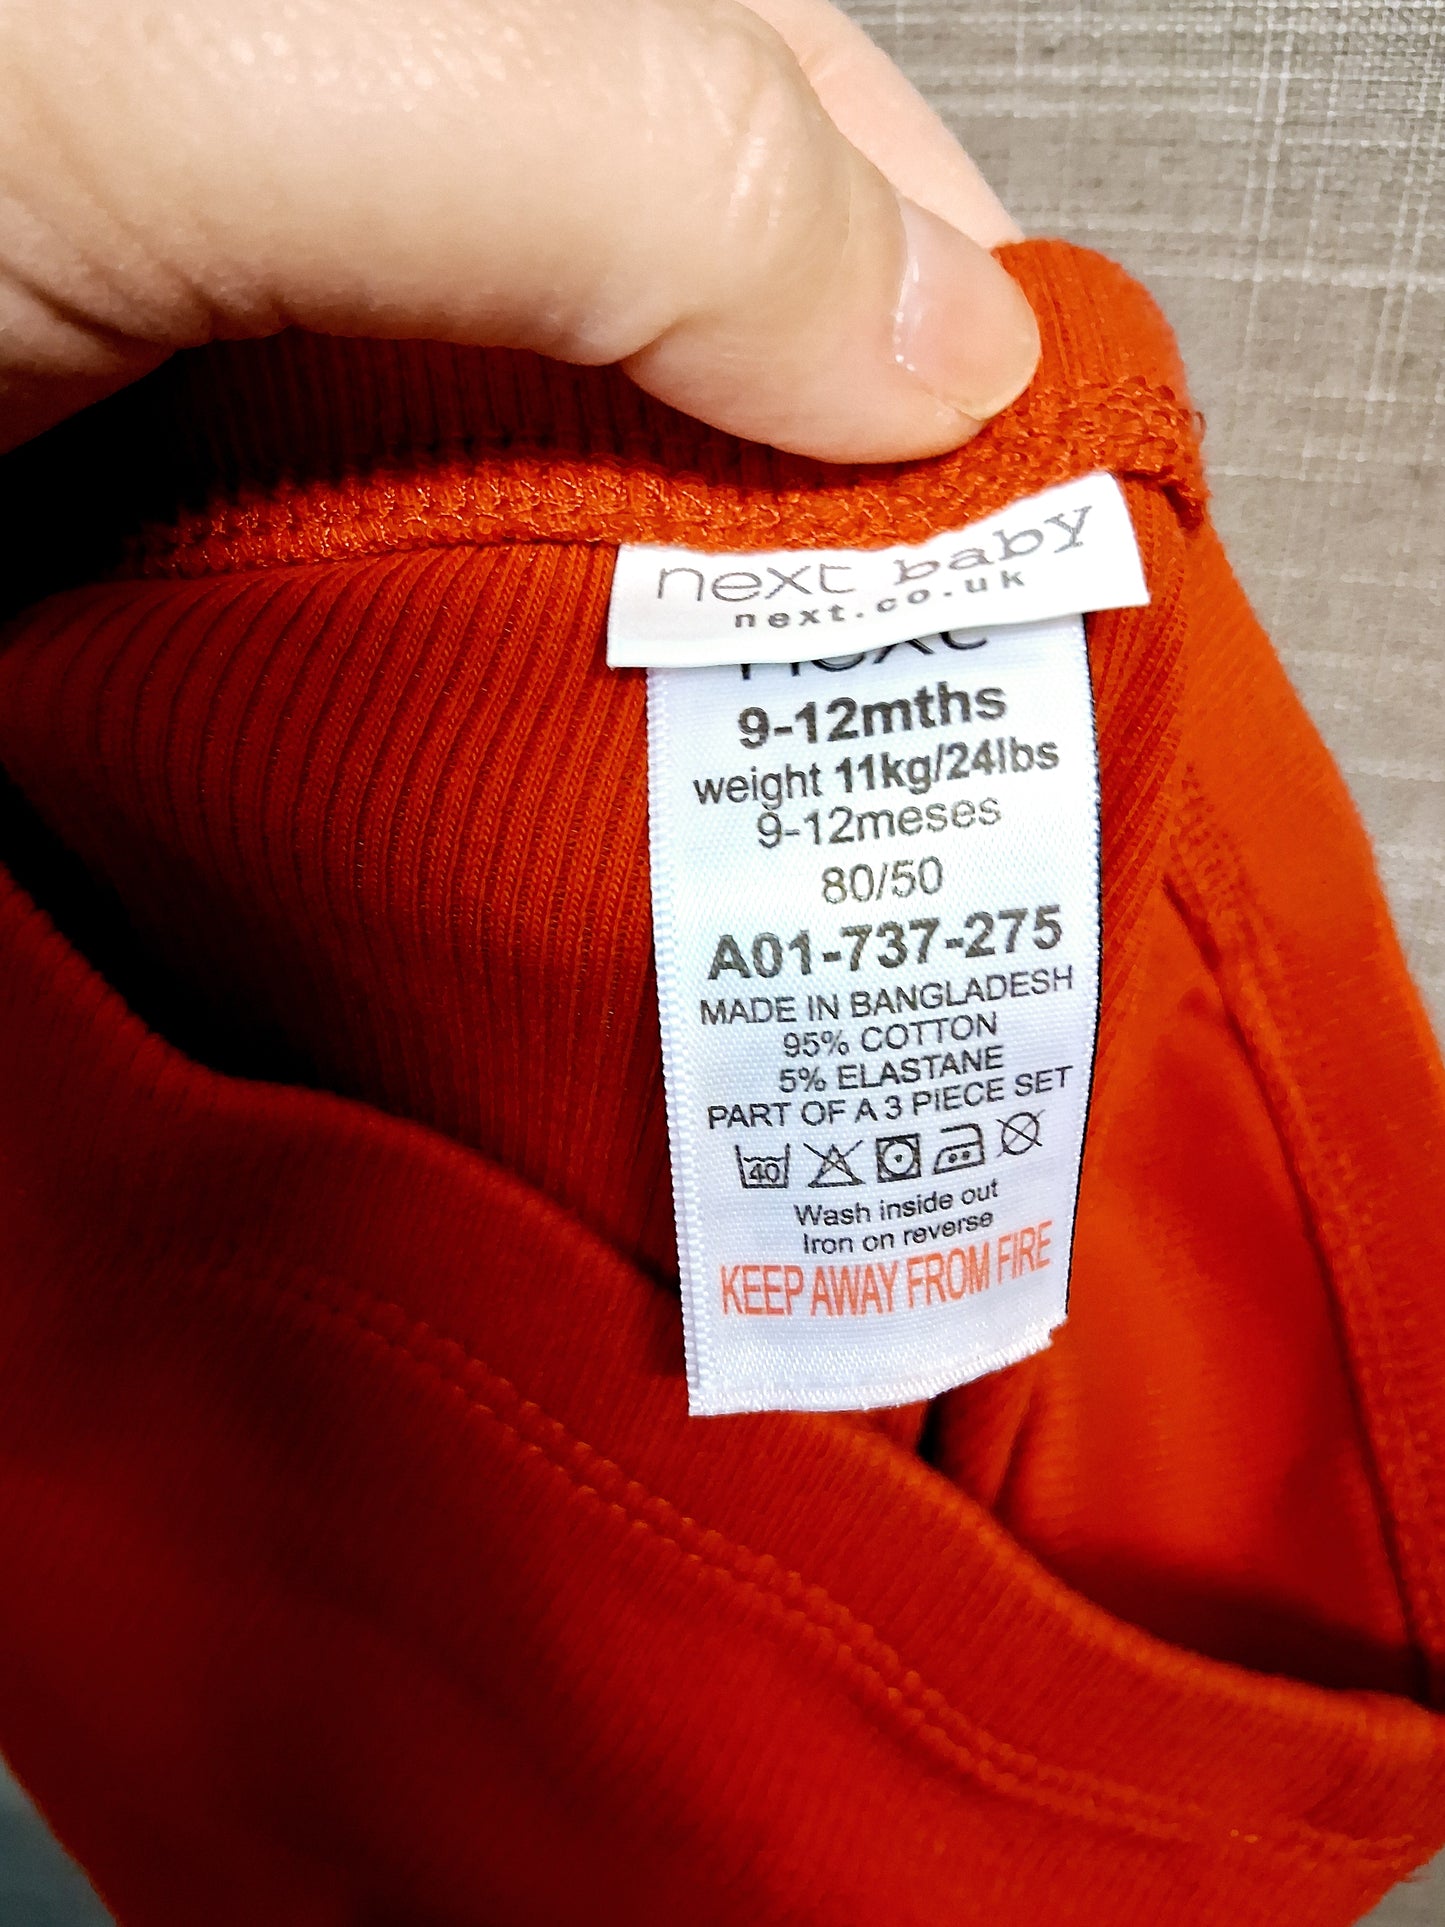 next baby
next.co.uk
next
9-12mths
weight 11kg/24lbs
9-12meses
80/50
A01-737-275
MADE IN BANGLADESH
95% COTTON
5% ELASTANE
PART OF A 3 PIECE SET
40
Wash inside out
Iron on reverse
KEEP AWAY FROM FIRE